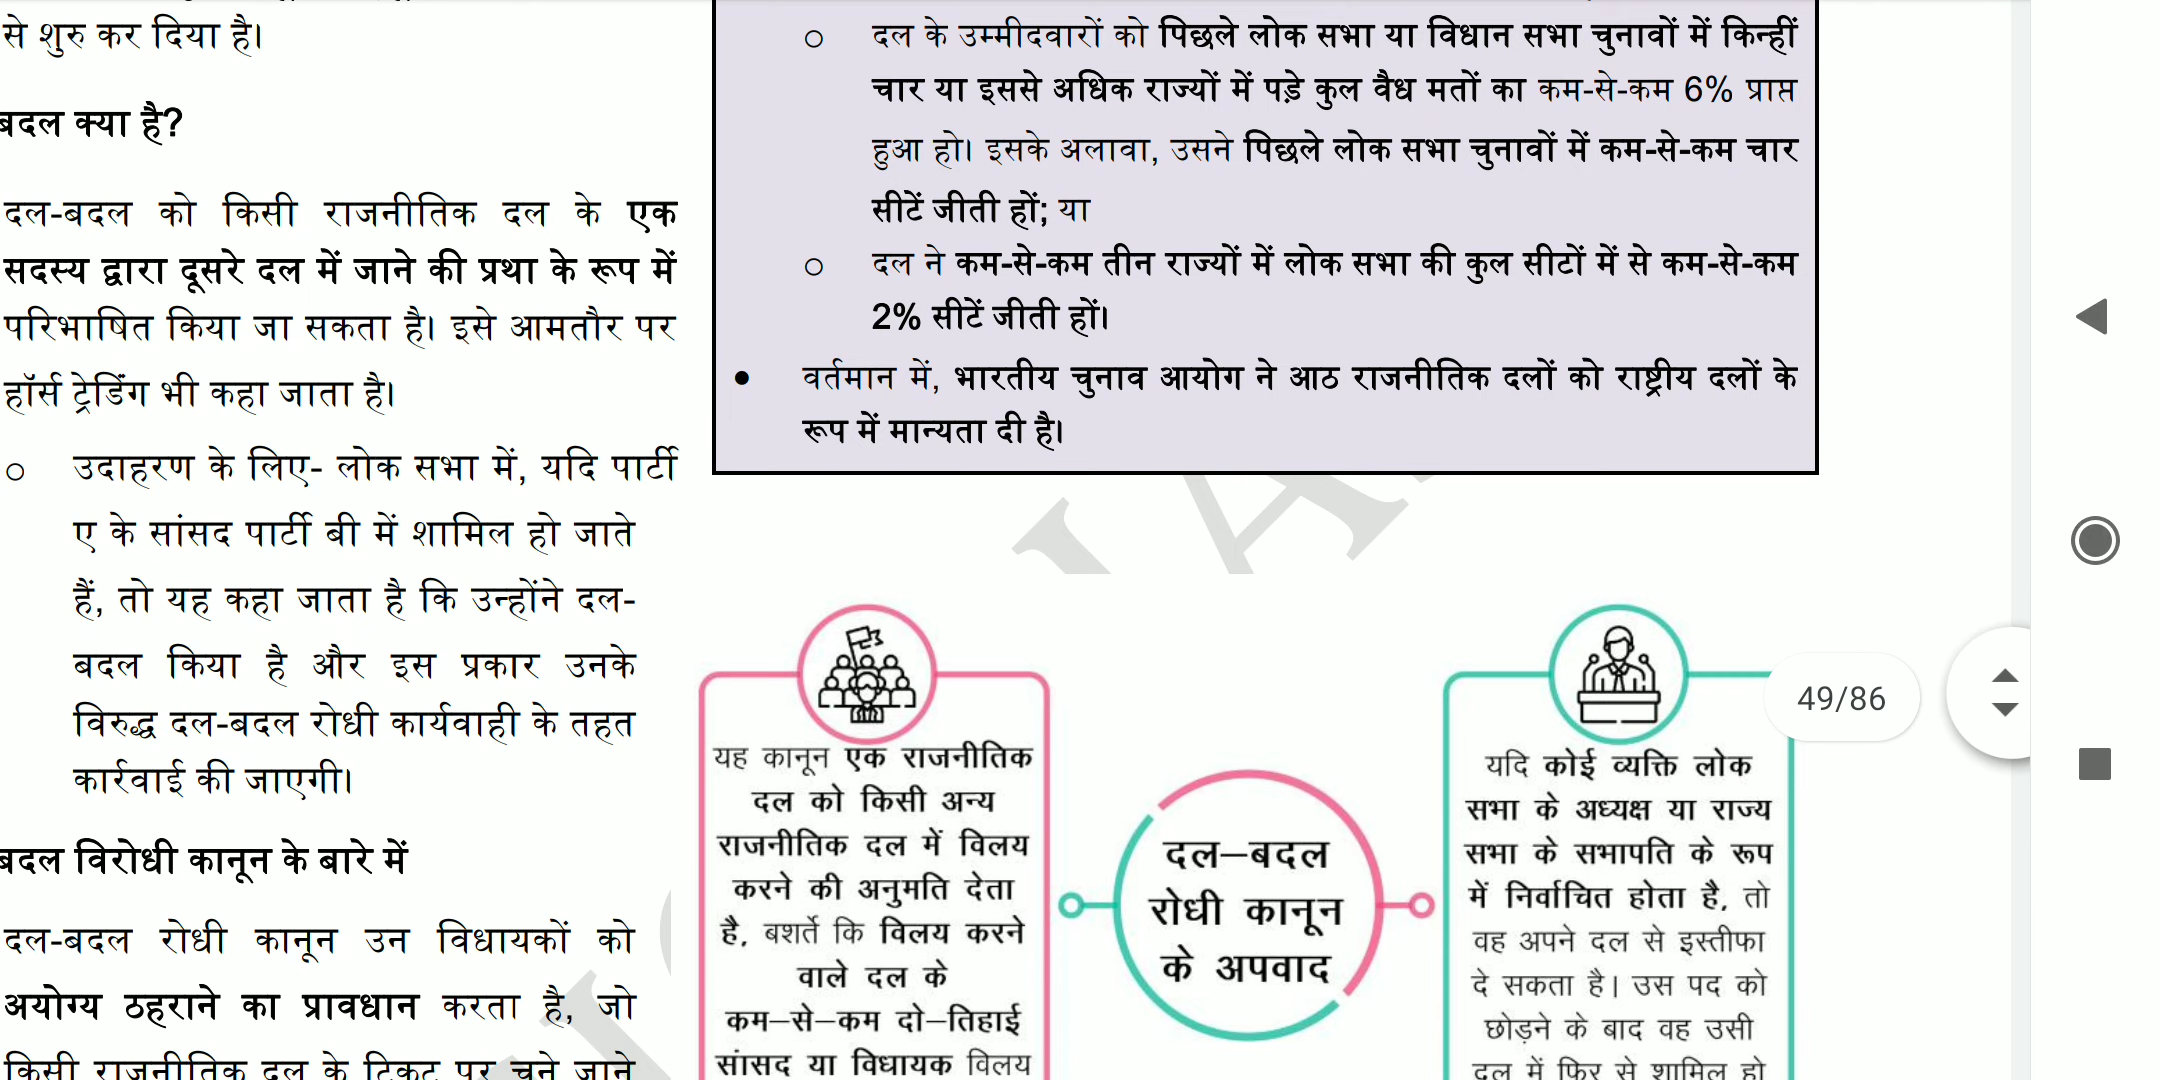 से शुरु कर दिया है।
बदल क्या है?
दल-बदल को किसी राजनीतिक दल के एक
सदस्य द्वारा दूसरे दल में जाने की प्रथा के रूप में
परिभाषित किया जा सकता है। इसे आमतौर पर
हॉर्स ट्रेडिंग भी कहा जाता है।
○ उदाहरण के लिए- लोक सभा में, यदि पार्टी
ए के सांसद पार्टी बी में शामिल हो जाते
हैं, तो यह कहा जाता है कि उन्होंने दल-
बदल किया है और इस प्रकार उनके
विरुद्ध दल-बदल रोधी कार्यवाही के तहत
कार्रवाई की जाएगी।
बदल विरोधी कानून के बारे में
दल-बदल रोधी कानून उन विधायकों को
अयोग्य ठहराने का प्रावधान करता है, जो
किसी राजनीतिक दल के टिकट पर चुने जाने
○ दल के उम्मीदवारों को पिछले लोक सभा या विधान सभा चुनावों में किन्हीं
चार या इससे अधिक राज्यों में पड़े कुल वैध मतों का कम-से-कम 6% प्राप्त
हुआ हो। इसके अलावा, उसने पिछले लोक सभा चुनावों में कम-से-कम चार
सीटें जीती हों; या
○ दल ने कम-से-कम तीन राज्यों में लोक सभा की कुल सीटों में से कम-से-कम
2% सीटें जीती हों।
● वर्तमान में, भारतीय चुनाव आयोग ने आठ राजनीतिक दलों को राष्ट्रीय दलों के
रूप में मान्यता दी है।
यह कानून एक राजनीतिक
दल को किसी अन्य
राजनीतिक दल में विलय
करने की अनुमति देता
है, बशर्ते कि विलय करने
वाले दल के
कम–से–कम दो–तिहाई
सांसद या विधायक विलय
दल–बदल
रोधी कानून
के अपवाद
यदि कोई व्यक्ति लोक
सभा के अध्यक्ष या राज्य
सभा के सभापति के रूप
में निर्वाचित होता है, तो
वह अपने दल से इस्तीफा
दे सकता है। उस पद को
छोड़ने के बाद वह उसी
दल में फिर से शामिल हो
49/86